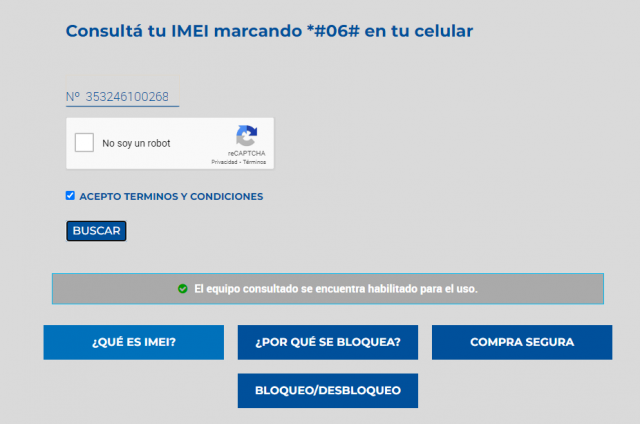 Consultá tu IMEI marcando *#06# en tu celular
Nº 353246100268
No soy un robot
reCAPTCHA
Privacidad - Términos
ACEPTO TERMINOS Y CONDICIONES
BUSCAR
El equipo consultado se encuentra habilitado para el uso.
¿QUÉ ES IMEI?
¿POR QUÉ SE BLOQUEA?
COMPRA SEGURA
BLOQUEO/DESBLOQUEO